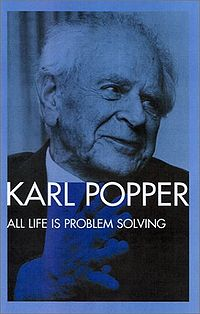 KARL POPPER
ALL LIFE IS PROBLEM SOLVING